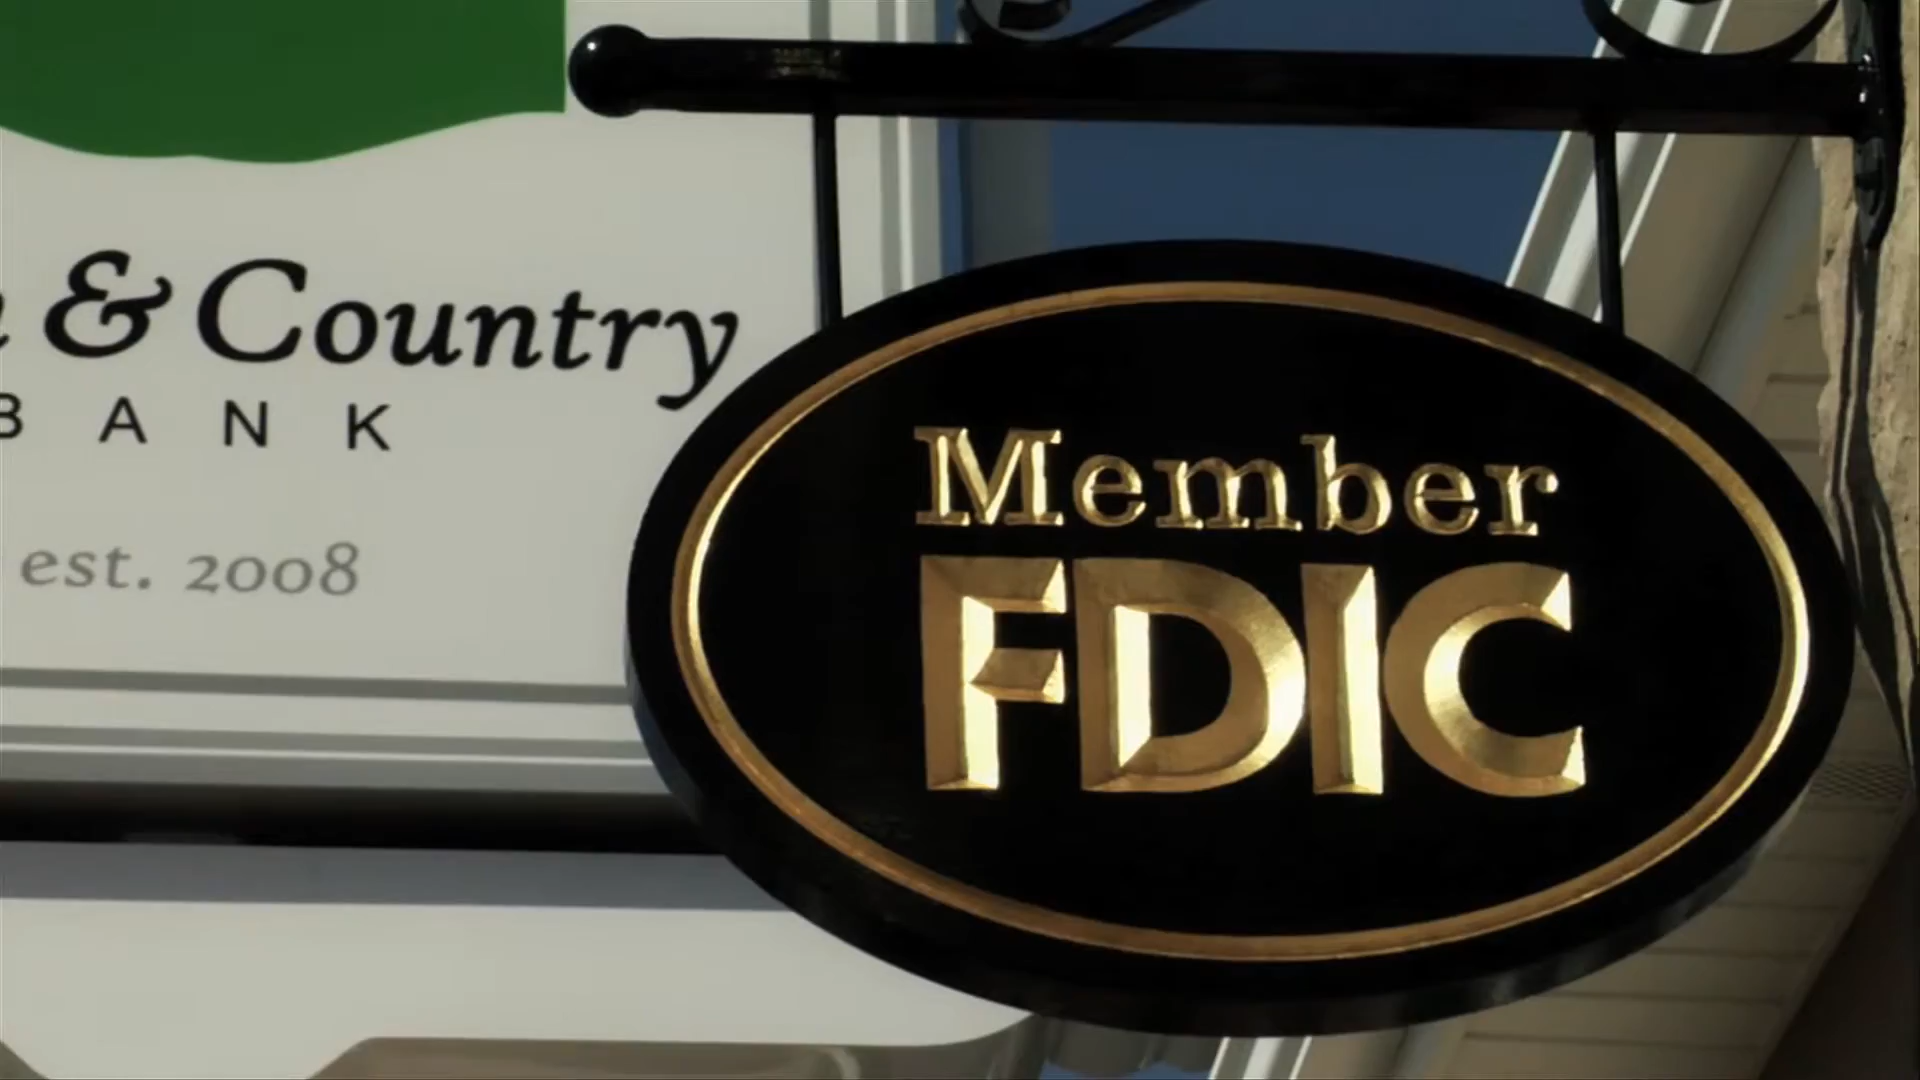 & Country
BANK
est. 2008
Member
FDIC